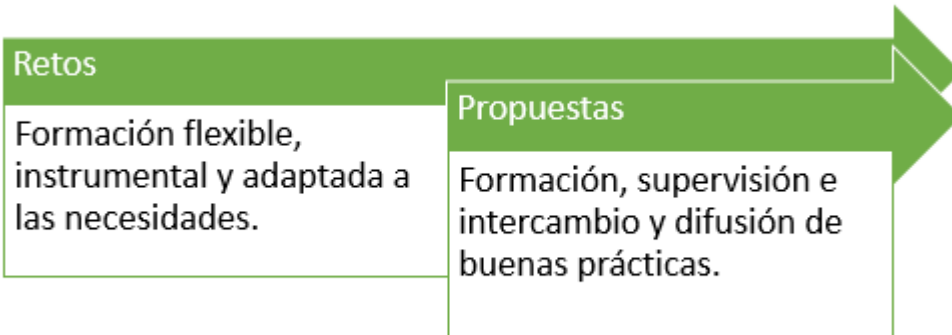 Retos
Formación flexible,
instrumental y adaptada a
las necesidades.
Propuestas
Formación, supervisión e
intercambio y difusión de
buenas prácticas.